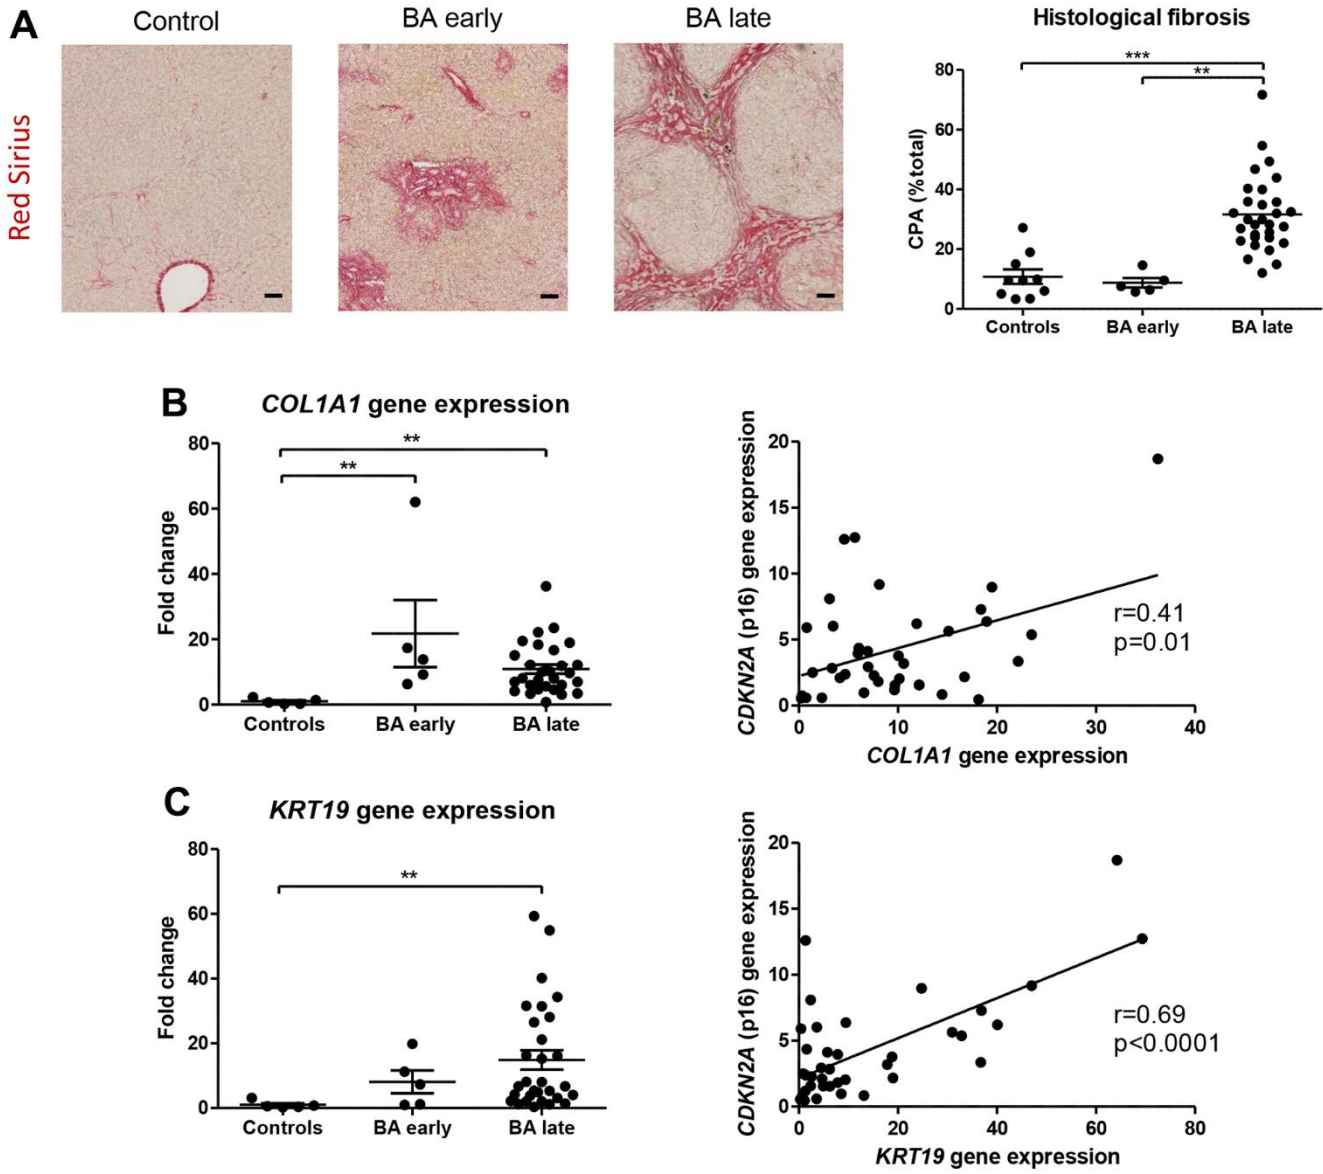 A
Control
BA early
BA late
Red Sirius
Histological fibrosis
***
**
CPA (%total)
80
60
40
20
0
Controls
BA early
BA late
B
COL1A1 gene expression
**
**
Fold change
80
60
40
20
0
Controls
BA early
BA late
CDKN2A (p16) gene expression
20
15
10
5
0
r=0.41
p=0.01
0
10
20
30
40
COL1A1 gene expression
C
KRT19 gene expression
**
Fold change
80
60
40
20
0
Controls
BA early
BA late
CDKN2A (p16) gene expression
20
15
10
5
0
r=0.69
p<0.0001
0
20
40
60
80
KRT19 gene expression